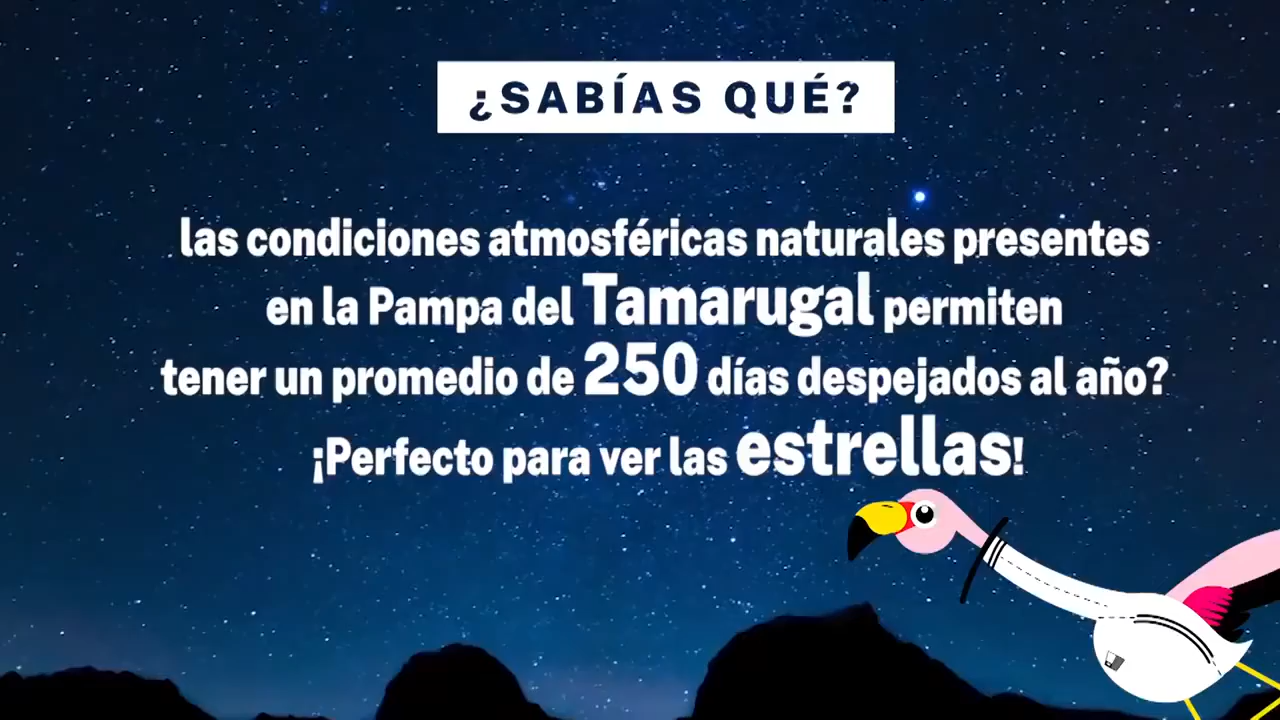 ¿SABÍAS QUÉ?
las condiciones atmosféricas naturales presentes
en la Pampa del Tamarugal permiten
tener un promedio de 250 días despejados al año?
¡Perfecto para ver las estrellas!